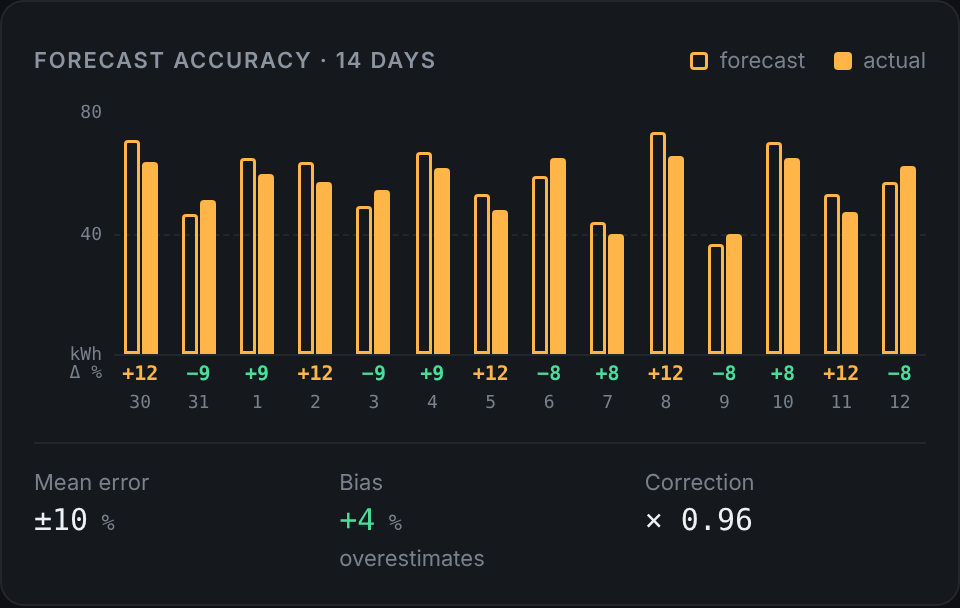 FORECAST ACCURACY · 14 DAYS
forecast actual
80
40
kWh
Δ % +12 −9 +9 +12 −9 +9 +12 −8 +8 +12 −8 +8 +12 −8
30 31 1 2 3 4 5 6 7 8 9 10 11 12
Mean error Bias Correction
±10 % +4 % × 0.96
overestimates